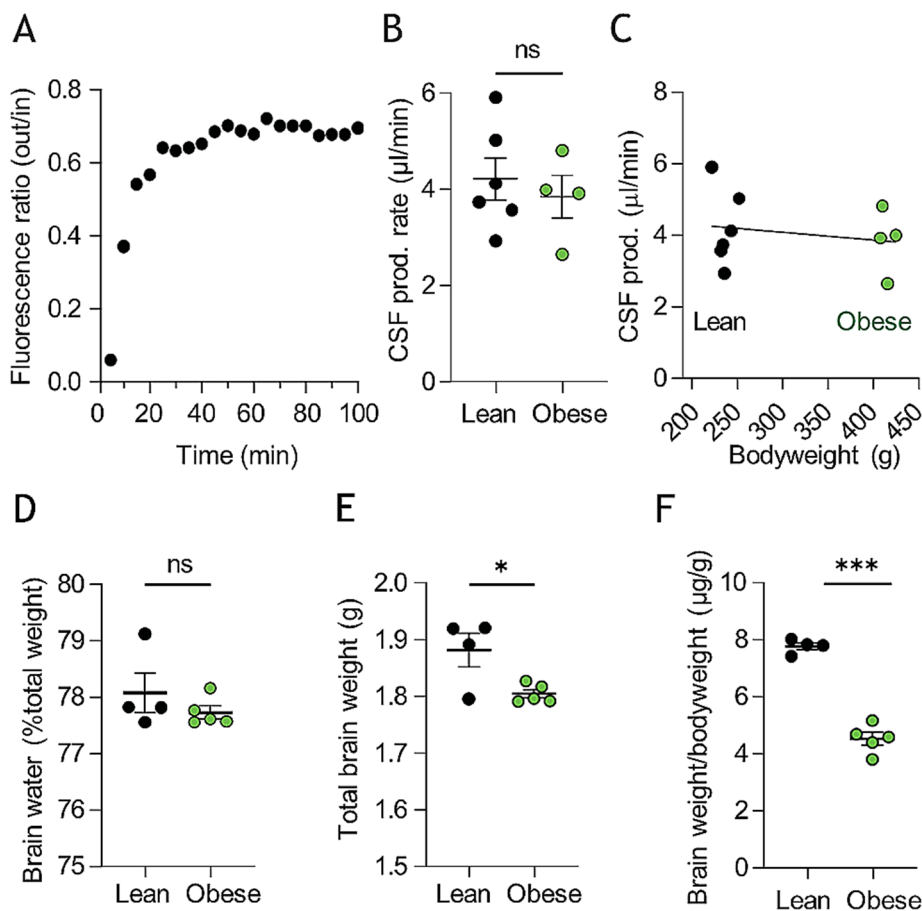 A
Fluorescence ratio (out/in)
0.8
0.6
0.4
0.2
0.0
0 20 40 60 80 100
Time (min)
B
ns
CSF prod. rate (µl/min)
6
4
2
0
Lean Obese
C
CSF prod. (µl/min)
8
6
4
2
0
Lean Obese
200 250 300 350 400 450
Bodyweight (g)
D
ns
Brain water (%total weight)
80
79
78
77
76
75
Lean Obese
E
*
Total brain weight (g)
2.0
1.9
1.8
1.7
1.6
1.5
Lean Obese
F
***
Brain weight/bodyweight (µg/g)
10
8
6
4
2
0
Lean Obese